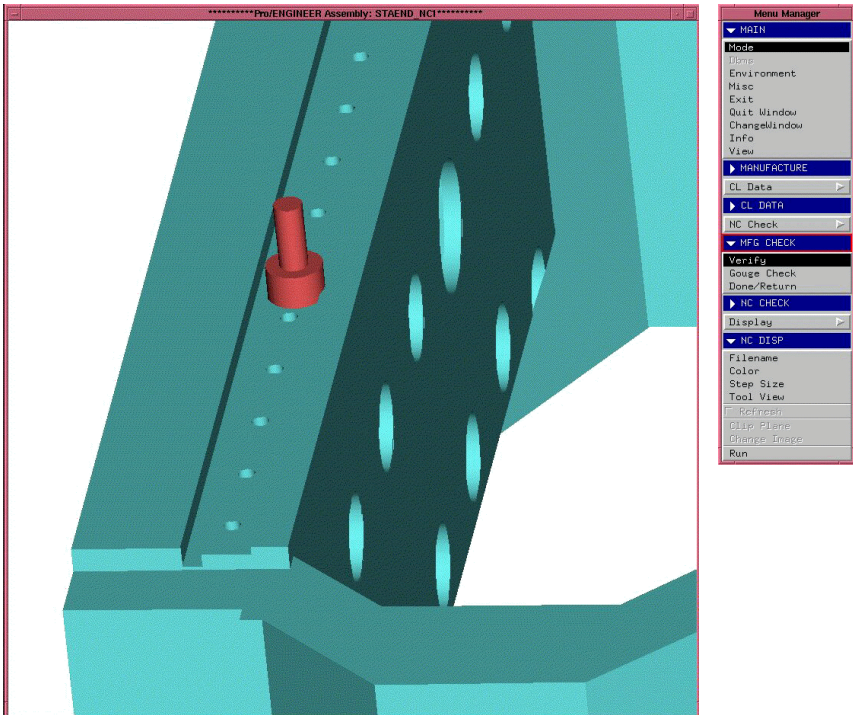 **********Pro/ENGINEER Assembly: STAEND_NC1**********
Menu Manager
MAIN
Mode
Dbms
Environment
Misc
Exit
Quit Window
ChangeWindow
Info
View
MANUFACTURE
CL Data
CL DATA
NC Check
MFG CHECK
Verify
Gouge Check
Done/Return
NC CHECK
Display
NC DISP
Filename
Color
Step Size
Tool View
Refresh
Clip Plane
Change Image
Run